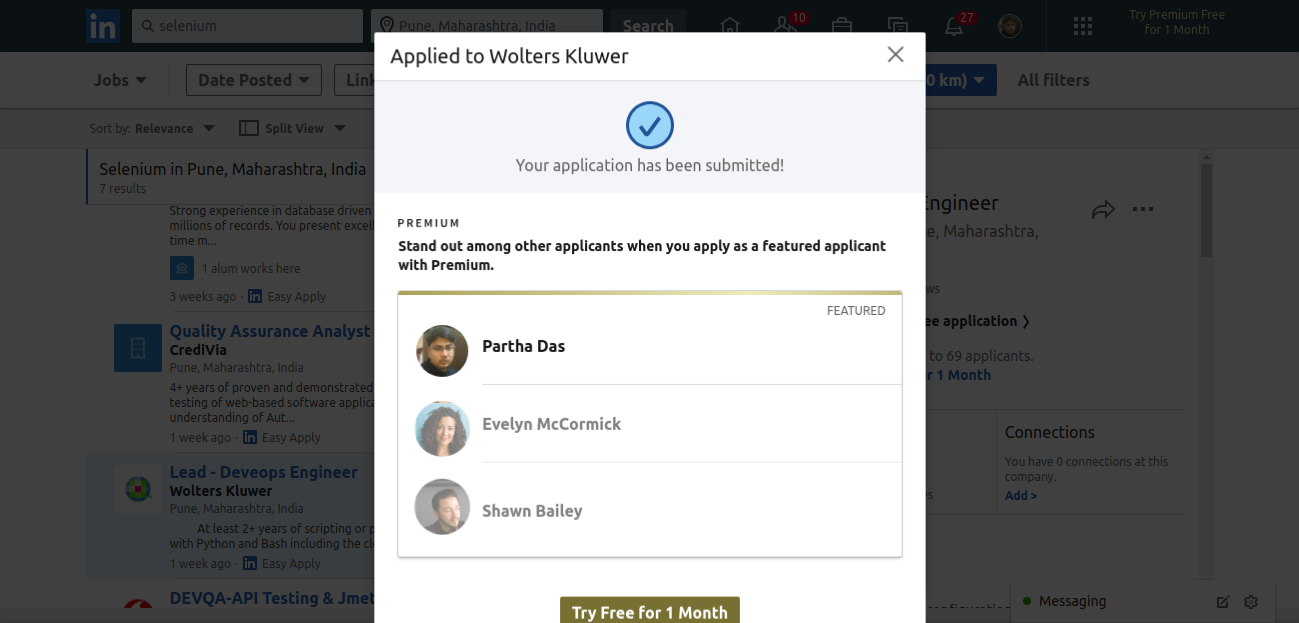 in
selenium
Pune, Maharashtra, India
Search
10
27
Try Premium Free
for 1 Month
Jobs
Date Posted
0 km)
All filters
Sort by: Relevance
Split View
Selenium in Pune, Maharashtra, India
7 results
Strong experience in database driven
millions of records. You present
time m...
1 alum works here
3 weeks ago · in Easy Apply
Quality Assurance Analyst
CrediVia
Pune, Maharashtra, India
4+ years of proven and demonstrated
testing of web-based software
understanding of Aut...
1 week ago · in Easy Apply
Lead - Deveops Engineer
Wolters Kluwer
Pune, Maharashtra, India
At least 2+ years of scripting or
with Python and Bash including the
1 week ago · in Easy Apply
DEVQA-API Testing &
Applied to Wolters Kluwer
Your application has been submitted!
PREMIUM
Stand out among other applicants when you apply as a featured applicant
with Premium.
FEATURED
Partha Das
Evelyn McCormick
Shawn Bailey
Try Free for 1 Month
Engineer
Maharashtra,
application ❯
to 69 applicants.
1 Month
Connections
You have 0 connections at this
company.
Add >
Messaging